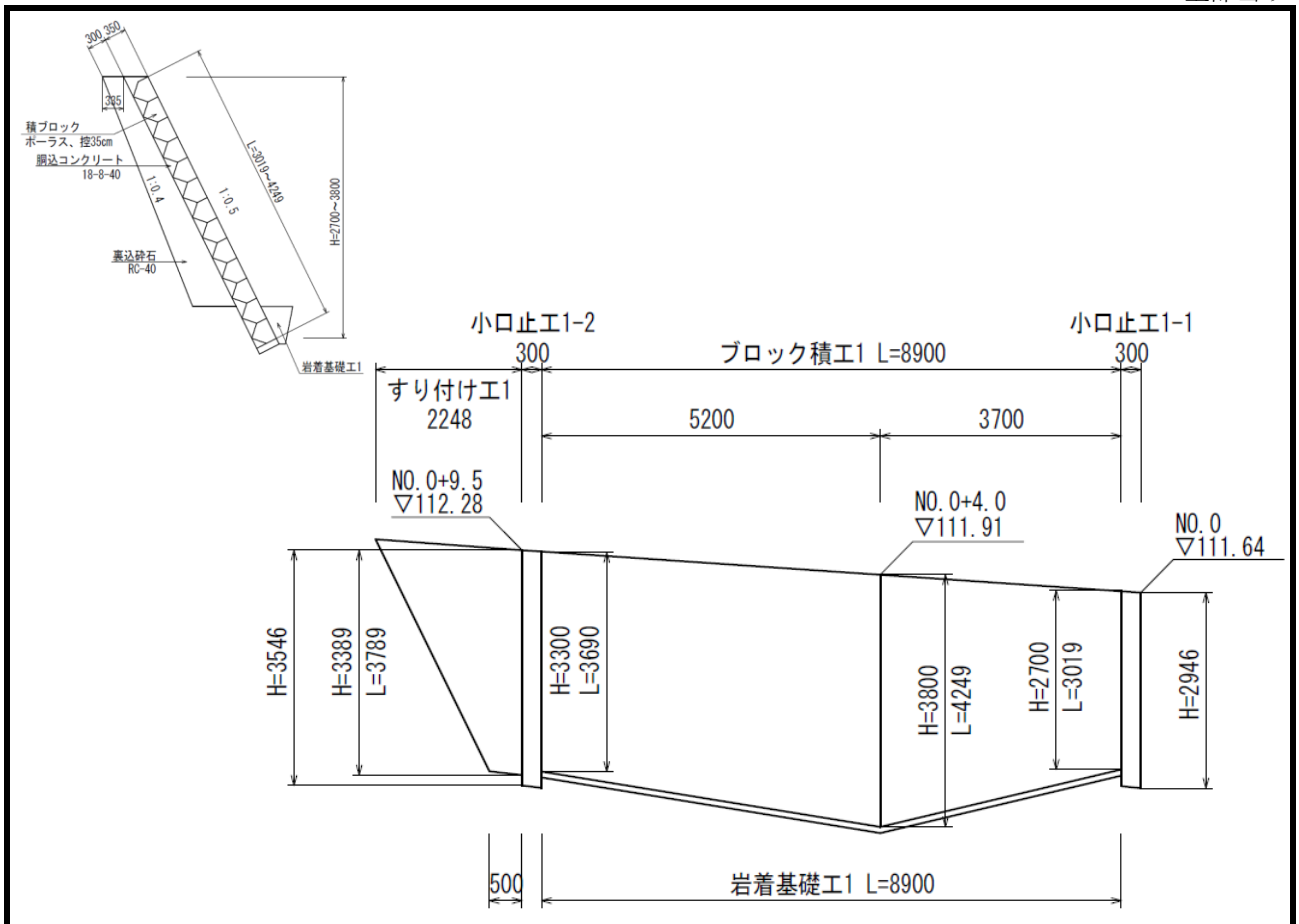 300 350
335
積ブロック
ポーラス、控35cm
胴込コンクリート
18-8-40
1:0.4
1:0.5
L=3019~4249
H=2700~3800
裏込砕石
RC-40
岩着基礎工1
小口止工1-2
300
ブロック積工1 L=8900
小口止工1-1
300
すり付け工1
2248
5200
3700
NO.0+9.5
▽112.28
NO.0+4.0
▽111.91
NO.0
▽111.64
H=3546
H=3389
L=3789
H=3300
L=3690
H=3800
L=4249
H=2700
L=3019
H=2946
500
岩着基礎工1 L=8900